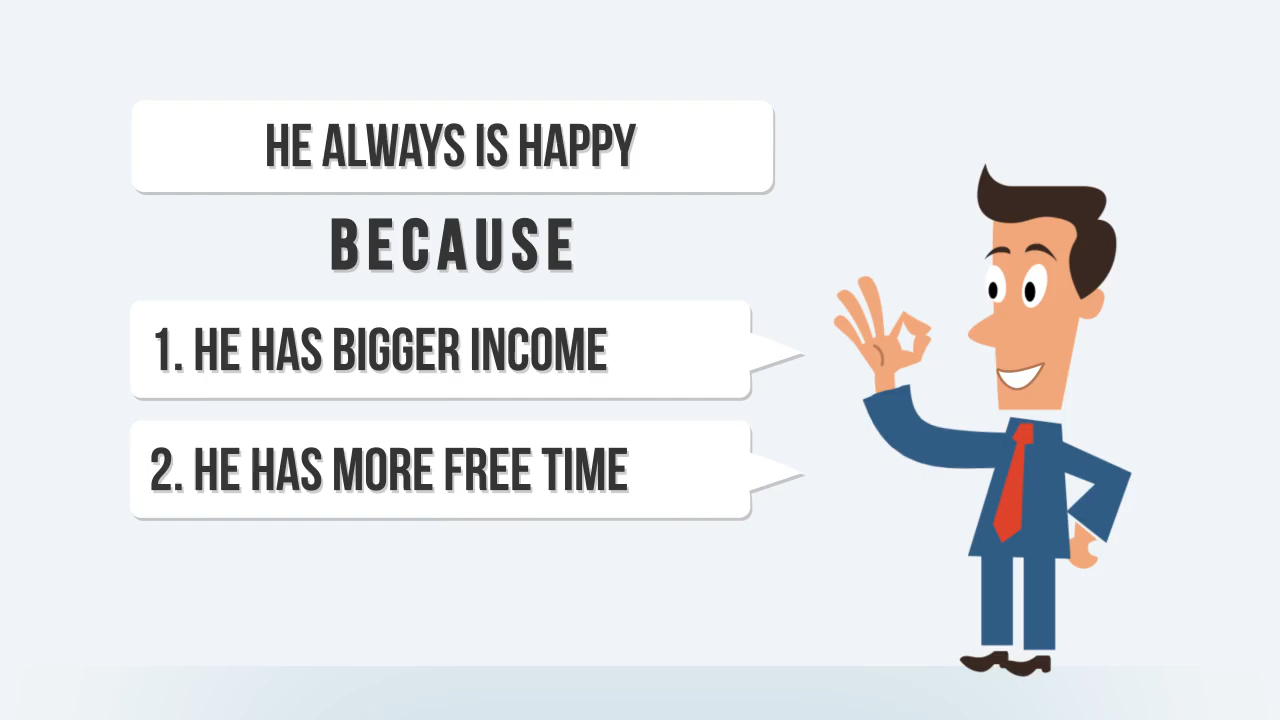 HE ALWAYS IS HAPPY
BECAUSE
1. HE HAS BIGGER INCOME
2. HE HAS MORE FREE TIME